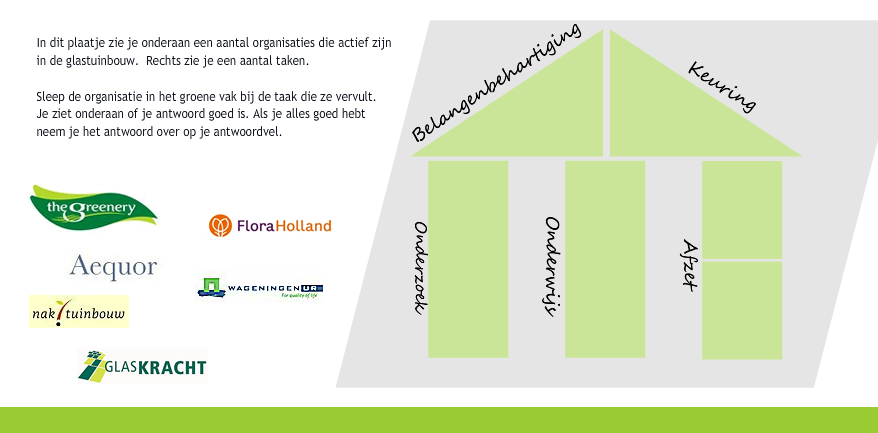 In dit plaatje zie je onderaan een aantal organisaties die actief zijn
in de glastuinbouw.  Rechts zie je een aantal taken.
Sleep de organisatie in het groene vak bij de taak die ze vervult.
Je ziet onderaan of je antwoord goed is. Als je alles goed hebt
neem je het antwoord over op je antwoordvel.
the Greenery
FloraHolland
Aequor
WAGENINGEN UR
For quality of life
nak tuinbouw
GLASKRACHT
Belangenbehartiging
Keuring
Onderzoek
Onderwijs
Afzet